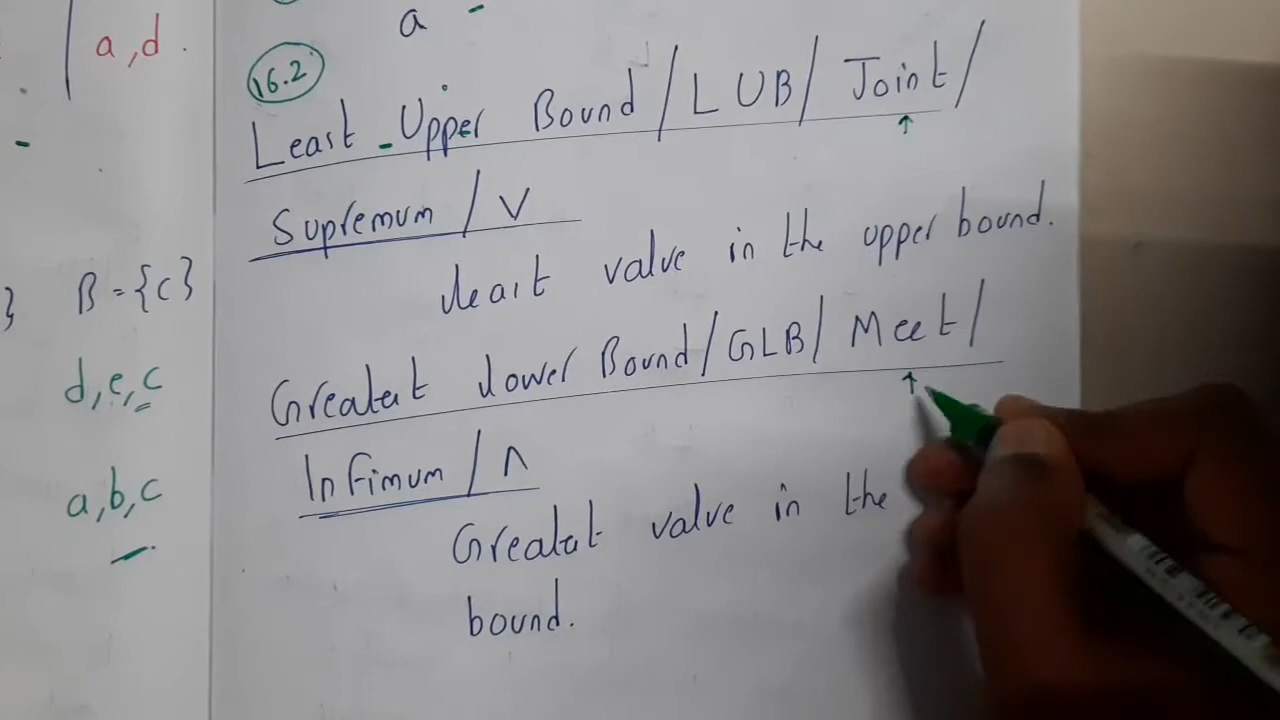 a,d.
a
16.2
Least Upper Bound / LUB / Joint /
Supremum / V
least value in the upper bound.
} B={c}
Greatest lower Bound / GLB / Meet /
d,e,c
Infimum / Λ
a,b,c
Greatest value in the
bound.